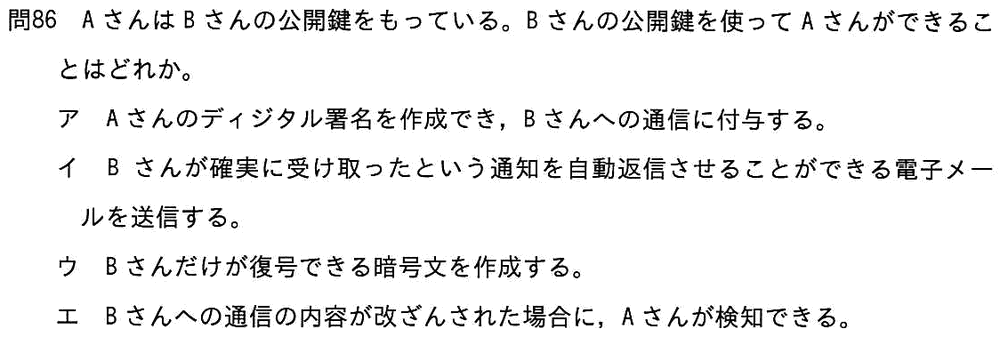 問86　AさんはBさんの公開鍵をもっている。Bさんの公開鍵を使ってAさんができるこ
とはどれか。
ア　Aさんのディジタル署名を作成でき，Bさんへの通信に付与する。
イ　Bさんが確実に受け取ったという通知を自動返信させることができる電子メー
ルを送信する。
ウ　Bさんだけが復号できる暗号文を作成する。
エ　Bさんへの通信の内容が改ざんされた場合に，Aさんが検知できる。